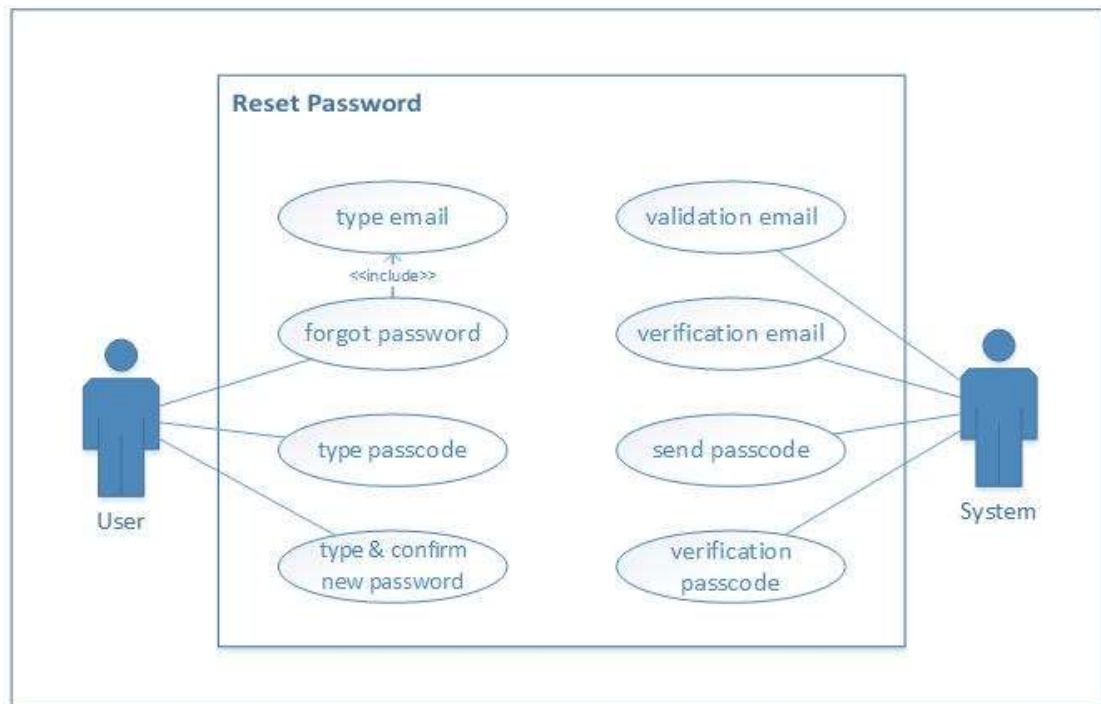 Reset Password
type email
<<include>>
forgot password
type passcode
type & confirm
new password
validation email
verification email
send passcode
verification
passcode
User
System